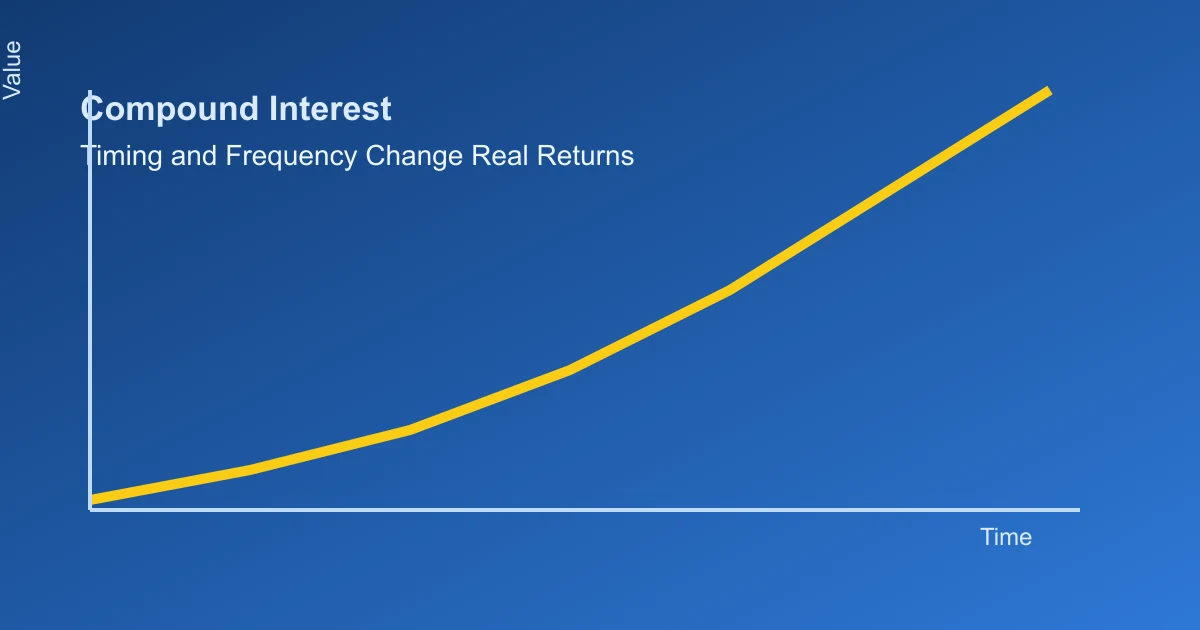 Value
Compound Interest
Timing and Frequency Change Real Returns
Time